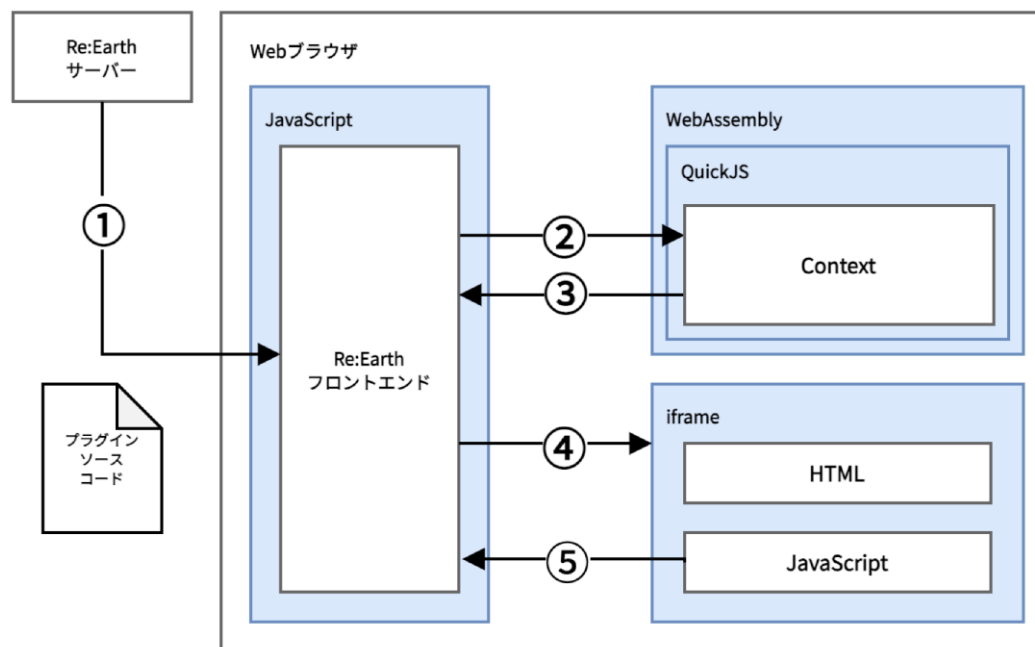 Re:Earth
サーバー
Webブラウザ
JavaScript
WebAssembly
QuickJS
①
②
Context
③
Re:Earth
フロントエンド
プラグイン
ソース
コード
iframe
④
HTML
⑤
JavaScript